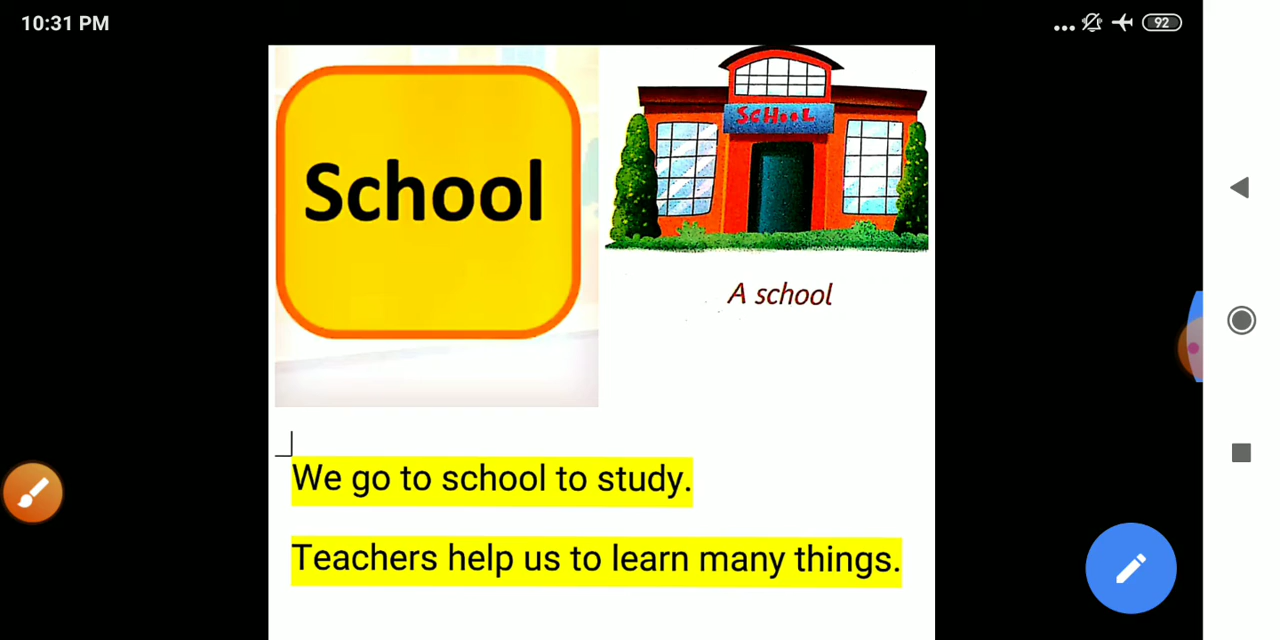 10:31 PM
92
School
SCHOOL
A school
We go to school to study.
Teachers help us to learn many things.